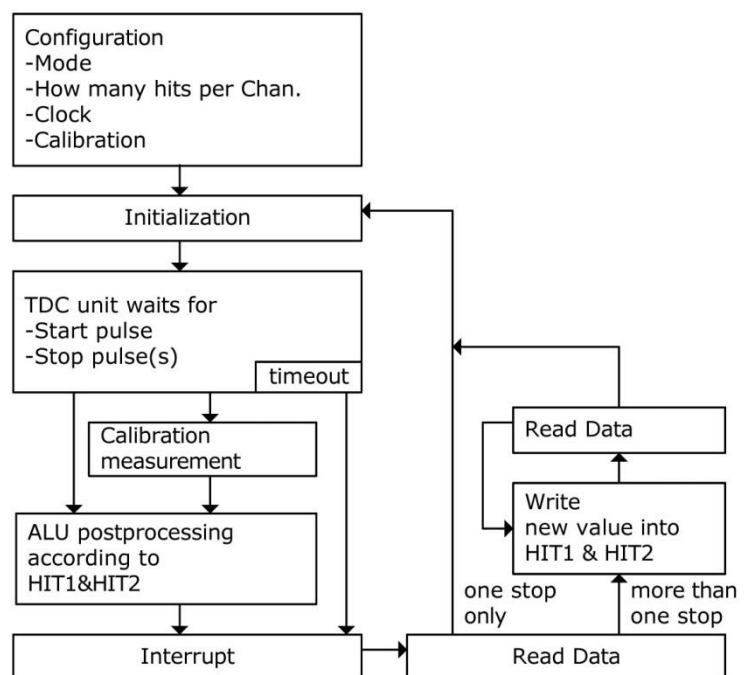 Configuration
-Mode
-How many hits per Chan.
-Clock
-Calibration
Initialization
TDC unit waits for
-Start pulse
-Stop pulse(s)
timeout
Calibration
measurement
Read Data
Write
new value into
HIT1 & HIT2
ALU postprocessing
according to
HIT1&HIT2
one stop
only
more than
one stop
Interrupt
Read Data